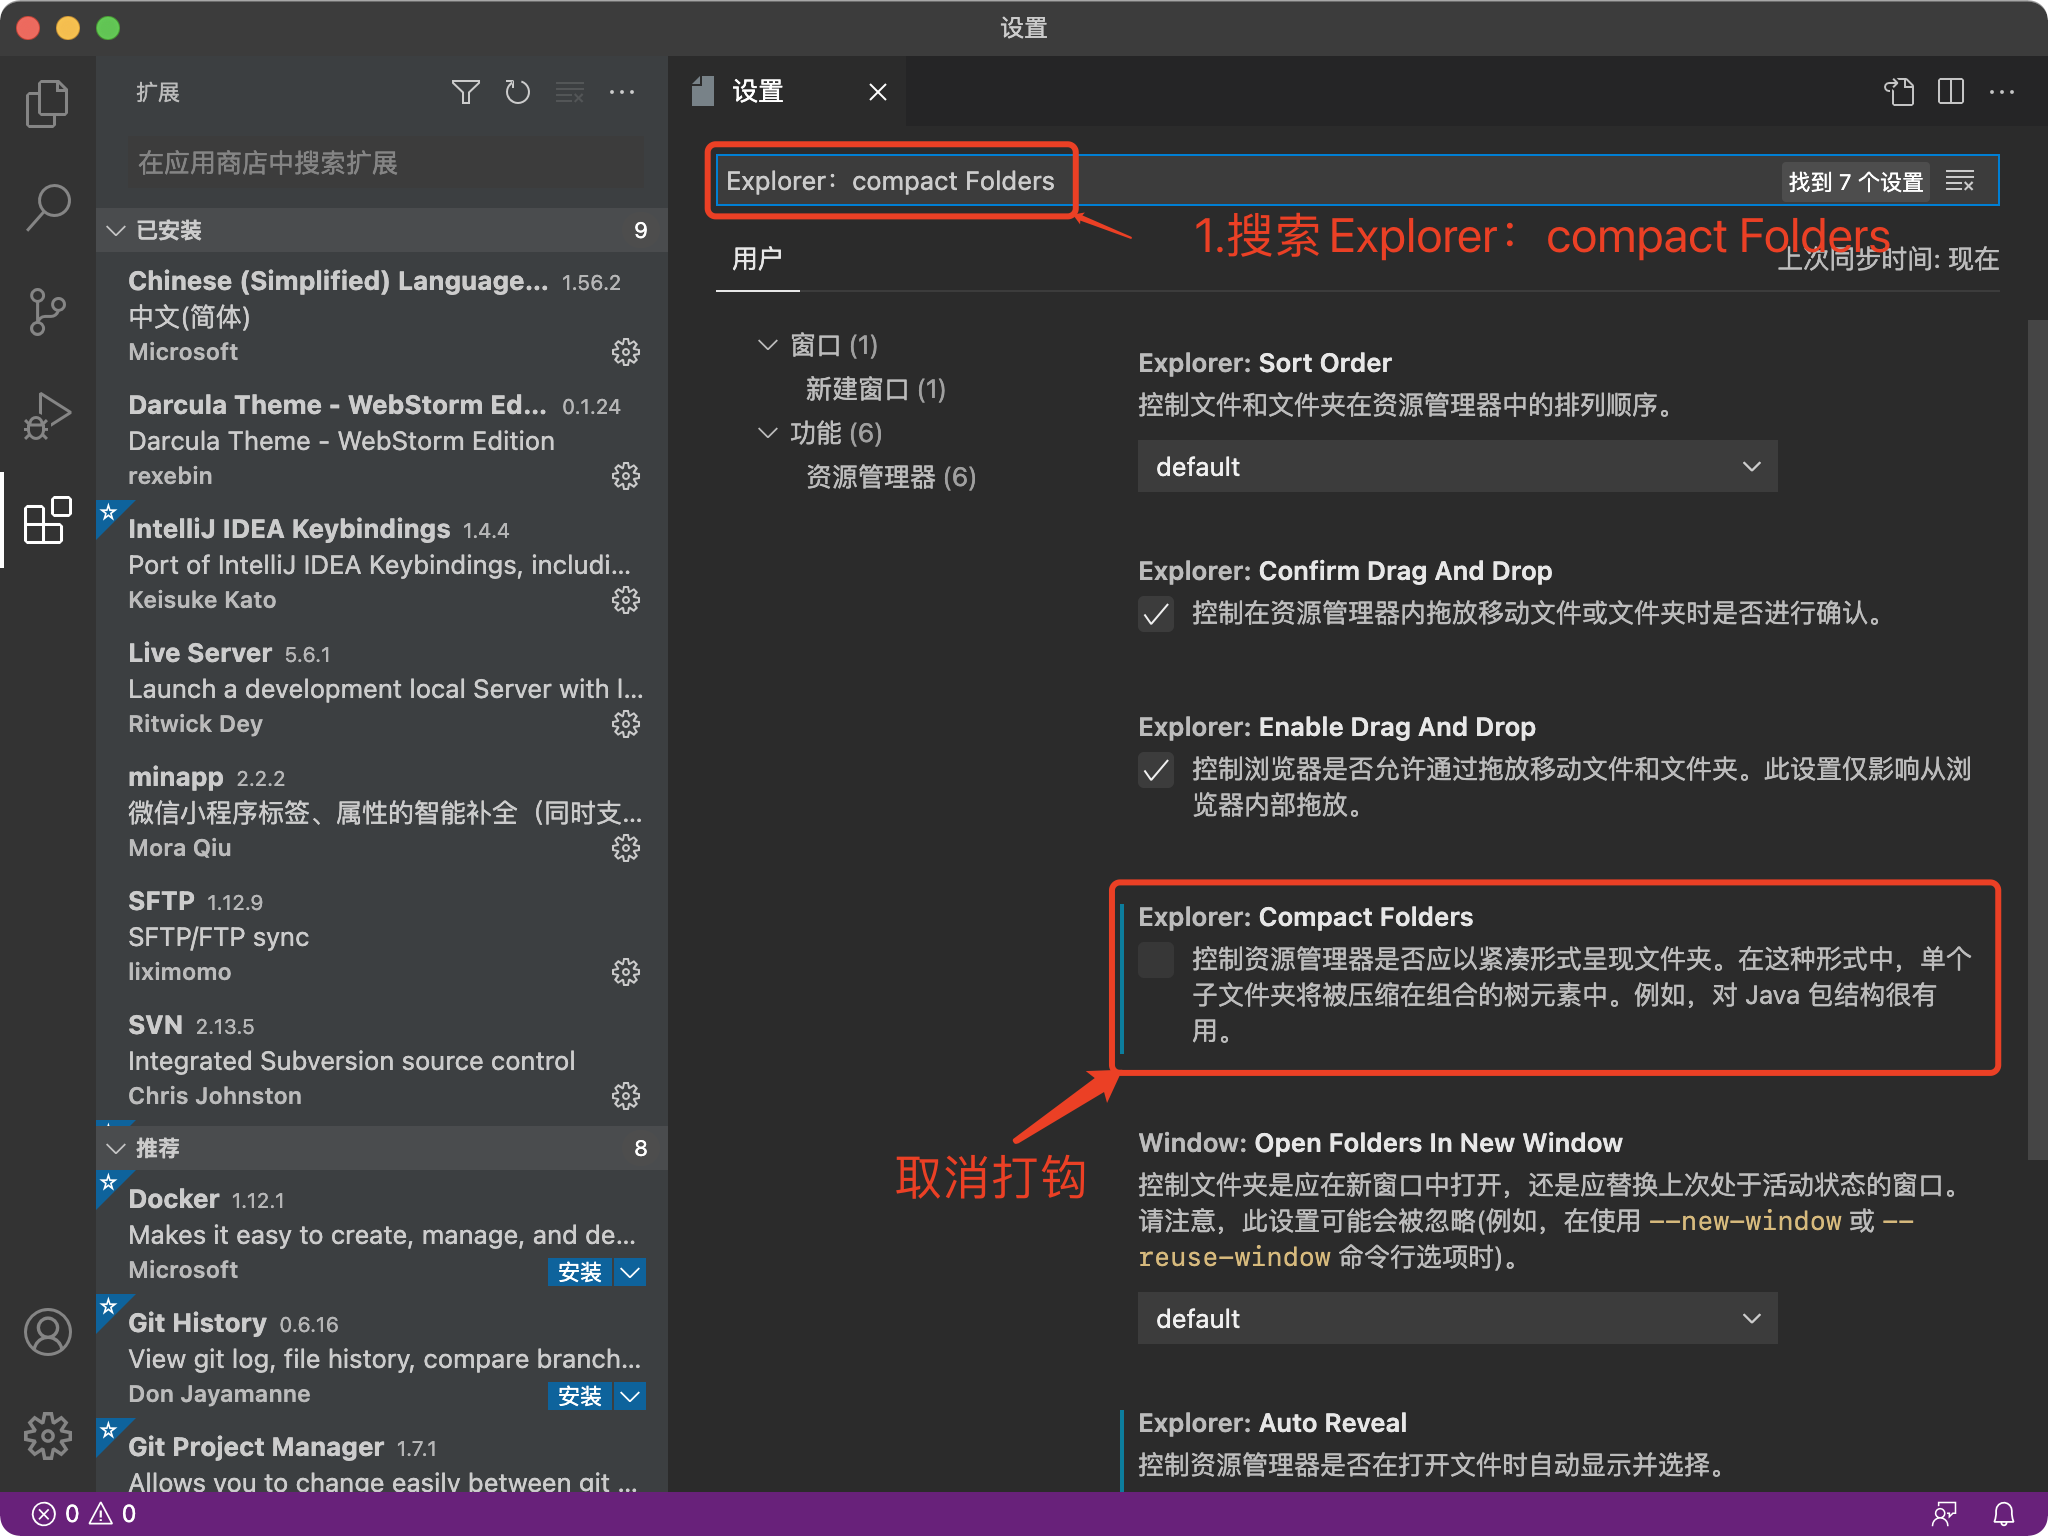 设置
扩展
在应用商店中搜索扩展
已安装 9
Chinese (Simplified) Language... 1.56.2
中文(简体)
Microsoft
Darcula Theme - WebStorm Ed... 0.1.24
Darcula Theme - WebStorm Edition
rexebin
IntelliJ IDEA Keybindings 1.4.4
Port of IntelliJ IDEA Keybindings, includi...
Keisuke Kato
Live Server 5.6.1
Launch a development local Server with l...
Ritwick Dey
minapp 2.2.2
微信小程序标签、属性的智能补全（同时支...
Mora Qiu
SFTP 1.12.9
SFTP/FTP sync
liximomo
SVN 2.13.5
Integrated Subversion source control
Chris Johnston
推荐 8
Docker 1.12.1
Makes it easy to create, manage, and de...
Microsoft 安装
Git History 0.6.16
View git log, file history, compare branch...
Don Jayamanne 安装
Git Project Manager 1.7.1
Allows you to change easily between git ...
设置
Explorer：compact Folders
找到 7 个设置
1.搜索Explorer：compact Folders
用户
上次同步时间: 现在
窗口 (1)
新建窗口 (1)
功能 (6)
资源管理器 (6)
Explorer: Sort Order
控制文件和文件夹在资源管理器中的排列顺序。
default
Explorer: Confirm Drag And Drop
控制在资源管理器内拖放移动文件或文件夹时是否进行确认。
Explorer: Enable Drag And Drop
控制浏览器是否允许通过拖放移动文件和文件夹。此设置仅影响从浏
览器内部拖放。
Explorer: Compact Folders
控制资源管理器是否应以紧凑形式呈现文件夹。在这种形式中，单个
子文件夹将被压缩在组合的树元素中。例如，对 Java 包结构很有
用。
取消打钩
Window: Open Folders In New Window
控制文件夹是应在新窗口中打开，还是应替换上次处于活动状态的窗口。
请注意，此设置可能会被忽略(例如，在使用 --new-window 或 --
reuse-window 命令行选项时)。
default
Explorer: Auto Reveal
控制资源管理器是否在打开文件时自动显示并选择。
0 0